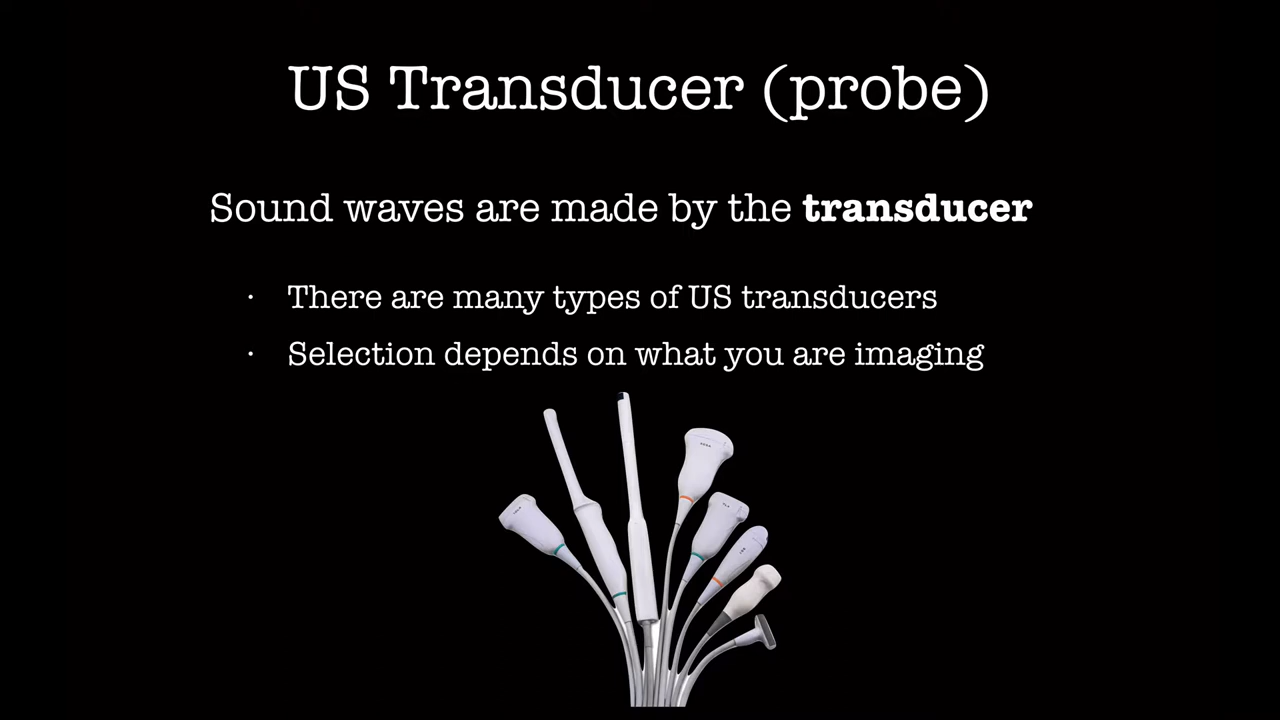 US Transducer (probe)
Sound waves are made by the transducer
· There are many types of US transducers
· Selection depends on what you are imaging